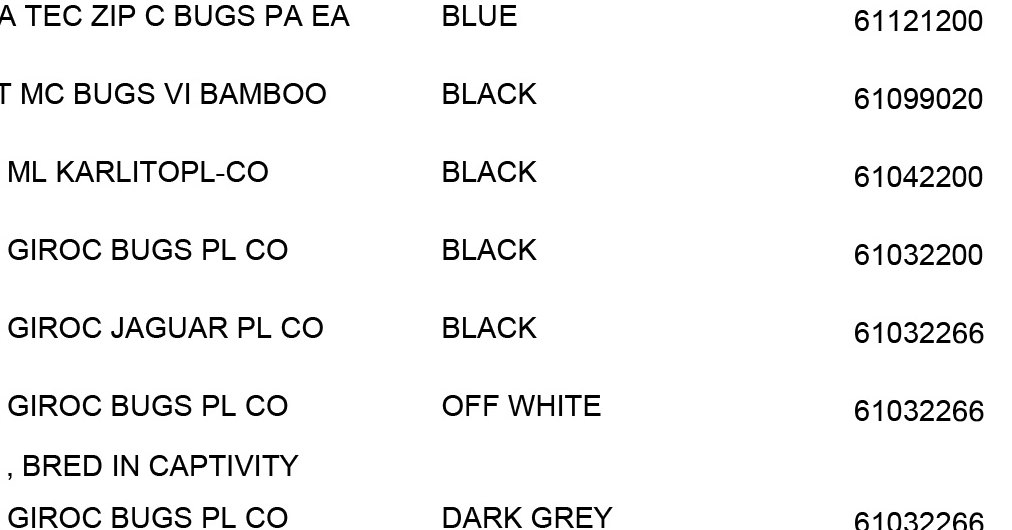 A TEC ZIP C BUGS PA EA BLUE 61121200
T MC BUGS VI BAMBOO BLACK 61099020
ML KARLITOPL-CO BLACK 61042200
GIROC BUGS PL CO BLACK 61032200
GIROC JAGUAR PL CO BLACK 61032266
GIROC BUGS PL CO OFF WHITE 61032266
, BRED IN CAPTIVITY
GIROC BUGS PL CO DARK GREY 61032266